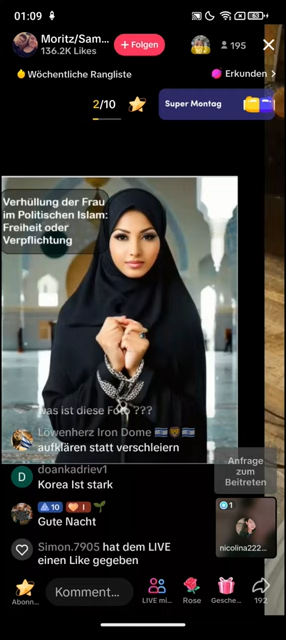 01:09
Moritz/Sam...
136.2K Likes
+ Folgen
195
Wöchentliche Rangliste
Erkunden
2/10
Super Montag
Verhüllung der Frau
im Politischen Islam:
Freiheit oder
Verpflichtung
was ist diese Foto ???
Löwenherz Iron Dome
aufklären statt verschleiern
D
doankadriev1
Korea Ist stark
10
1
Gute Nacht
Simon.7905 hat dem LIVE
einen Like gegeben
Anfrage
zum
Beitreten
1
nicolina222...
Abonn...
Kommen...
LIVE mi...
Rose
Gesche...
192